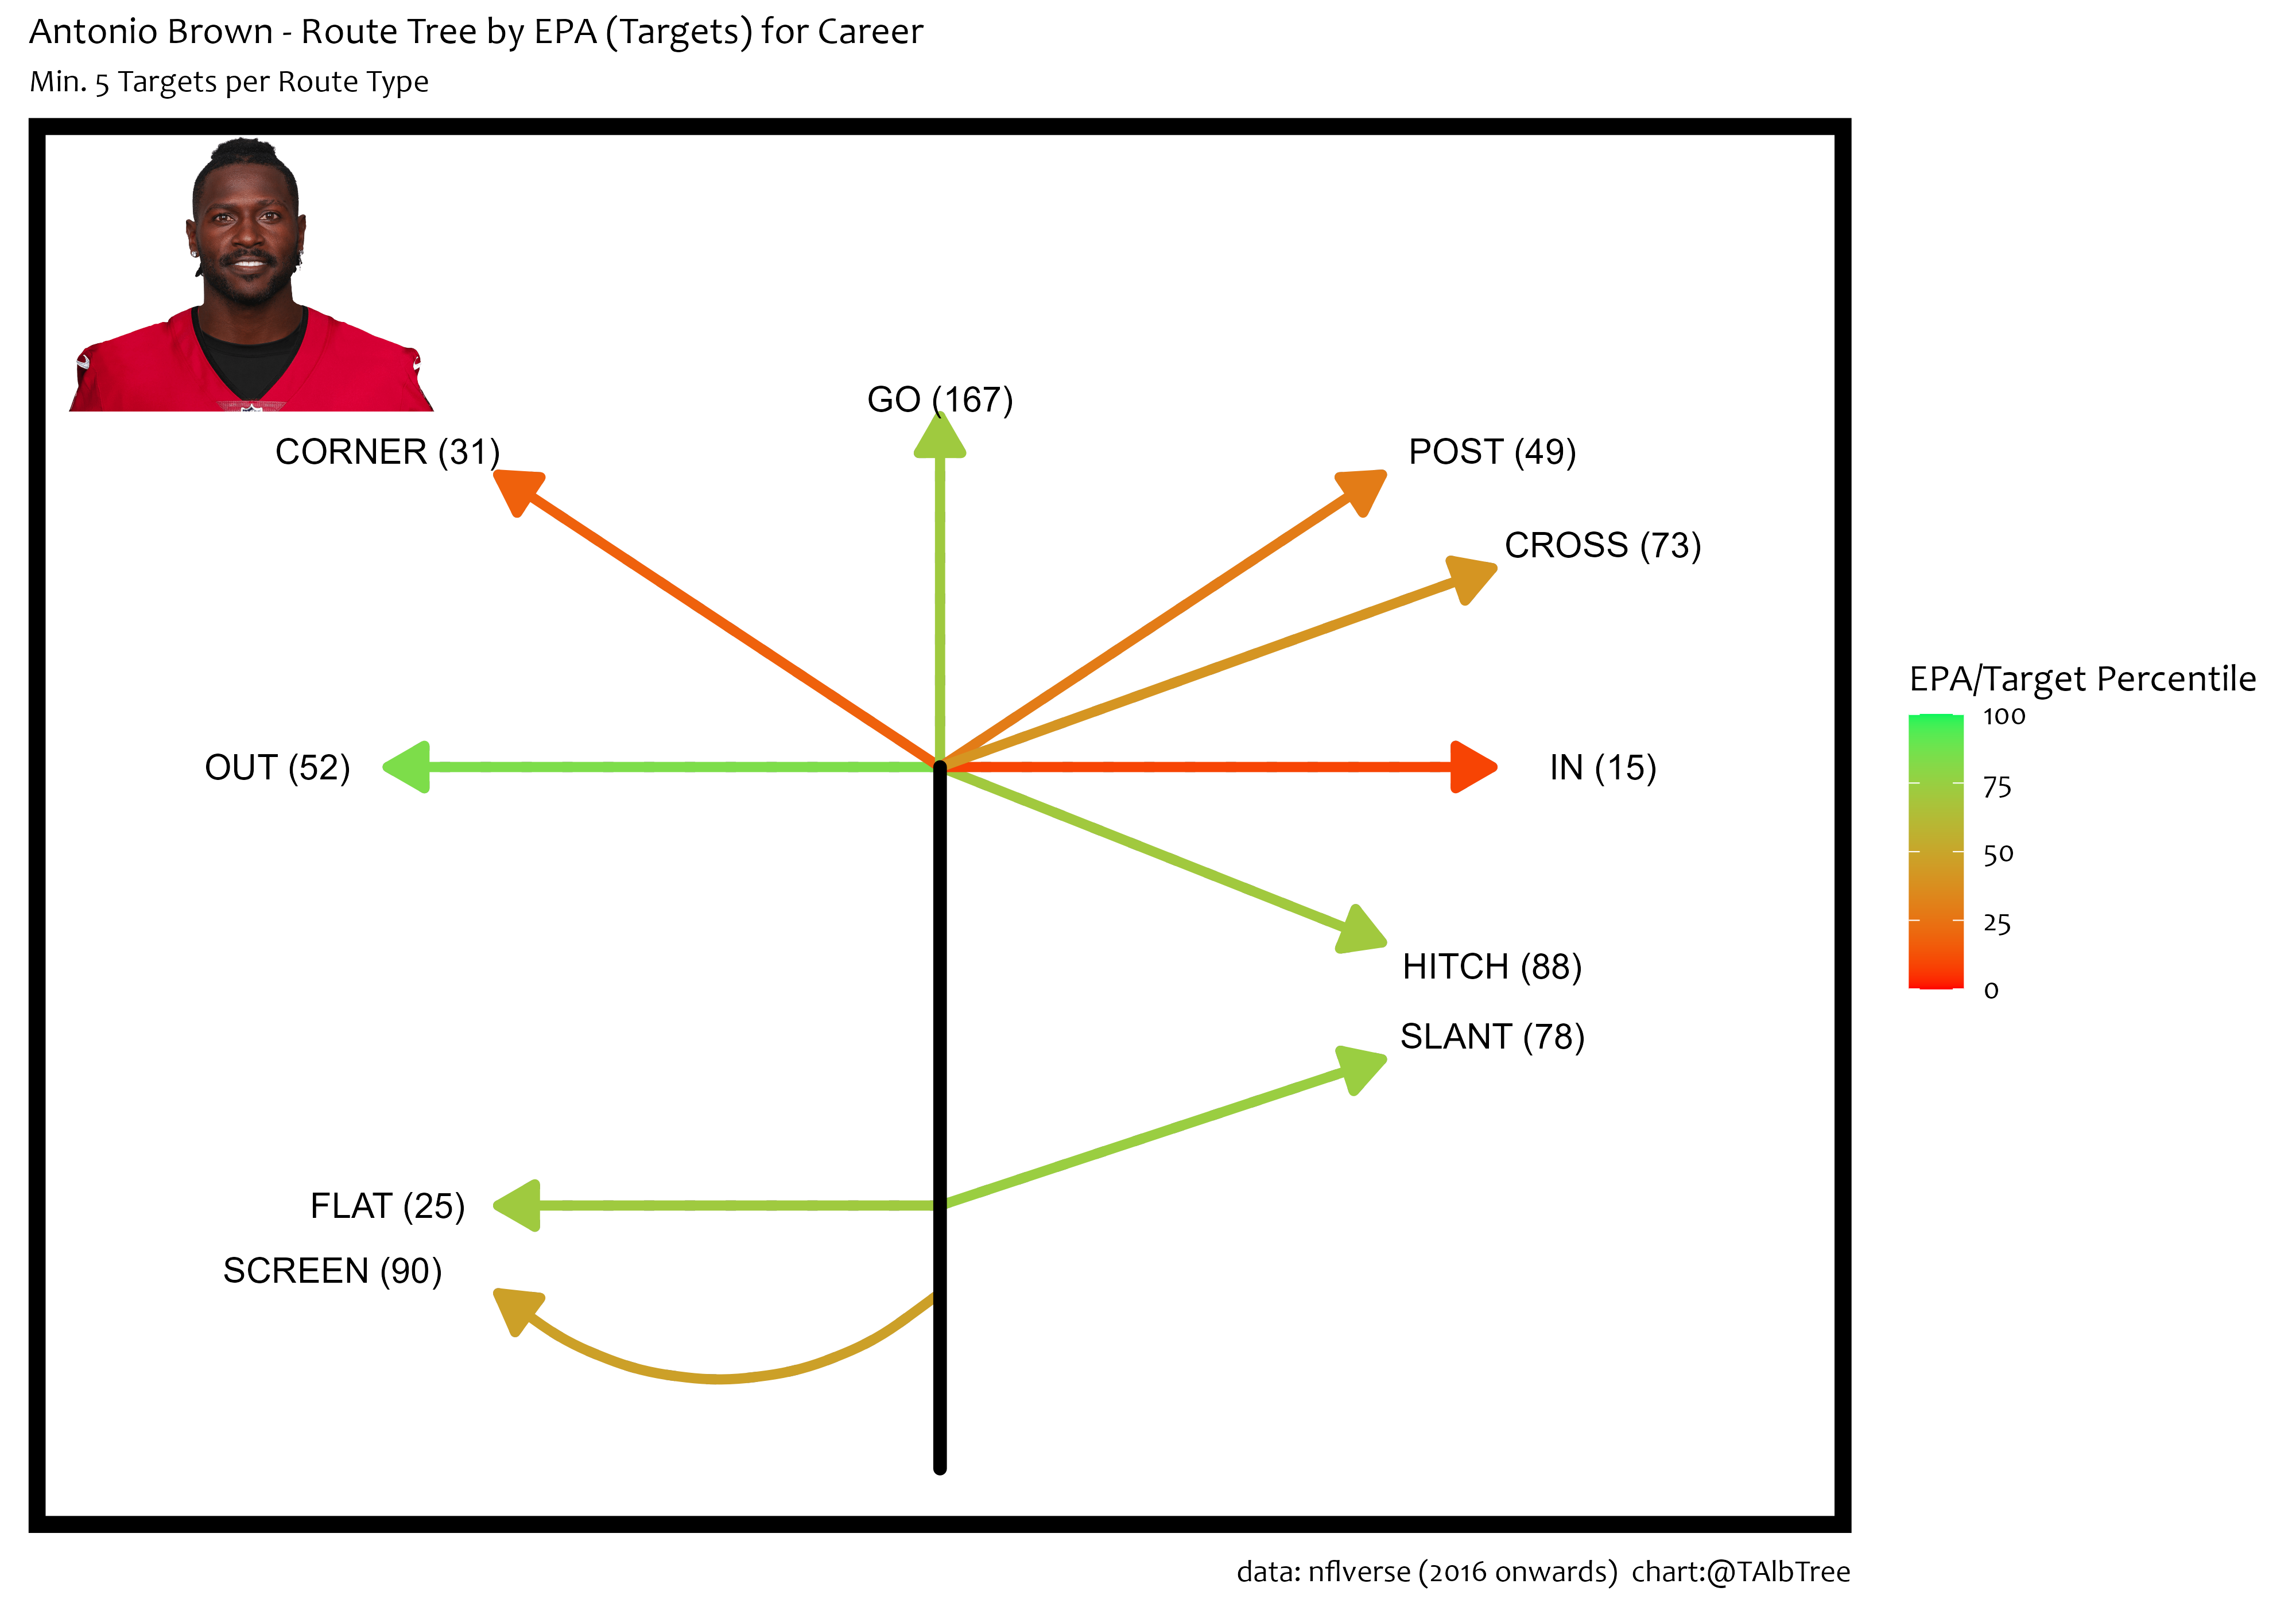 Antonio Brown - Route Tree by EPA (Targets) for Career
Min. 5 Targets per Route Type
GO (167)
CORNER (31)
POST (49)
CROSS (73)
OUT (52)
IN (15)
HITCH (88)
SLANT (78)
FLAT (25)
SCREEN (90)
EPA/Target Percentile
100
75
50
25
0
data: nflverse (2016 onwards)  chart:@TAlbTree